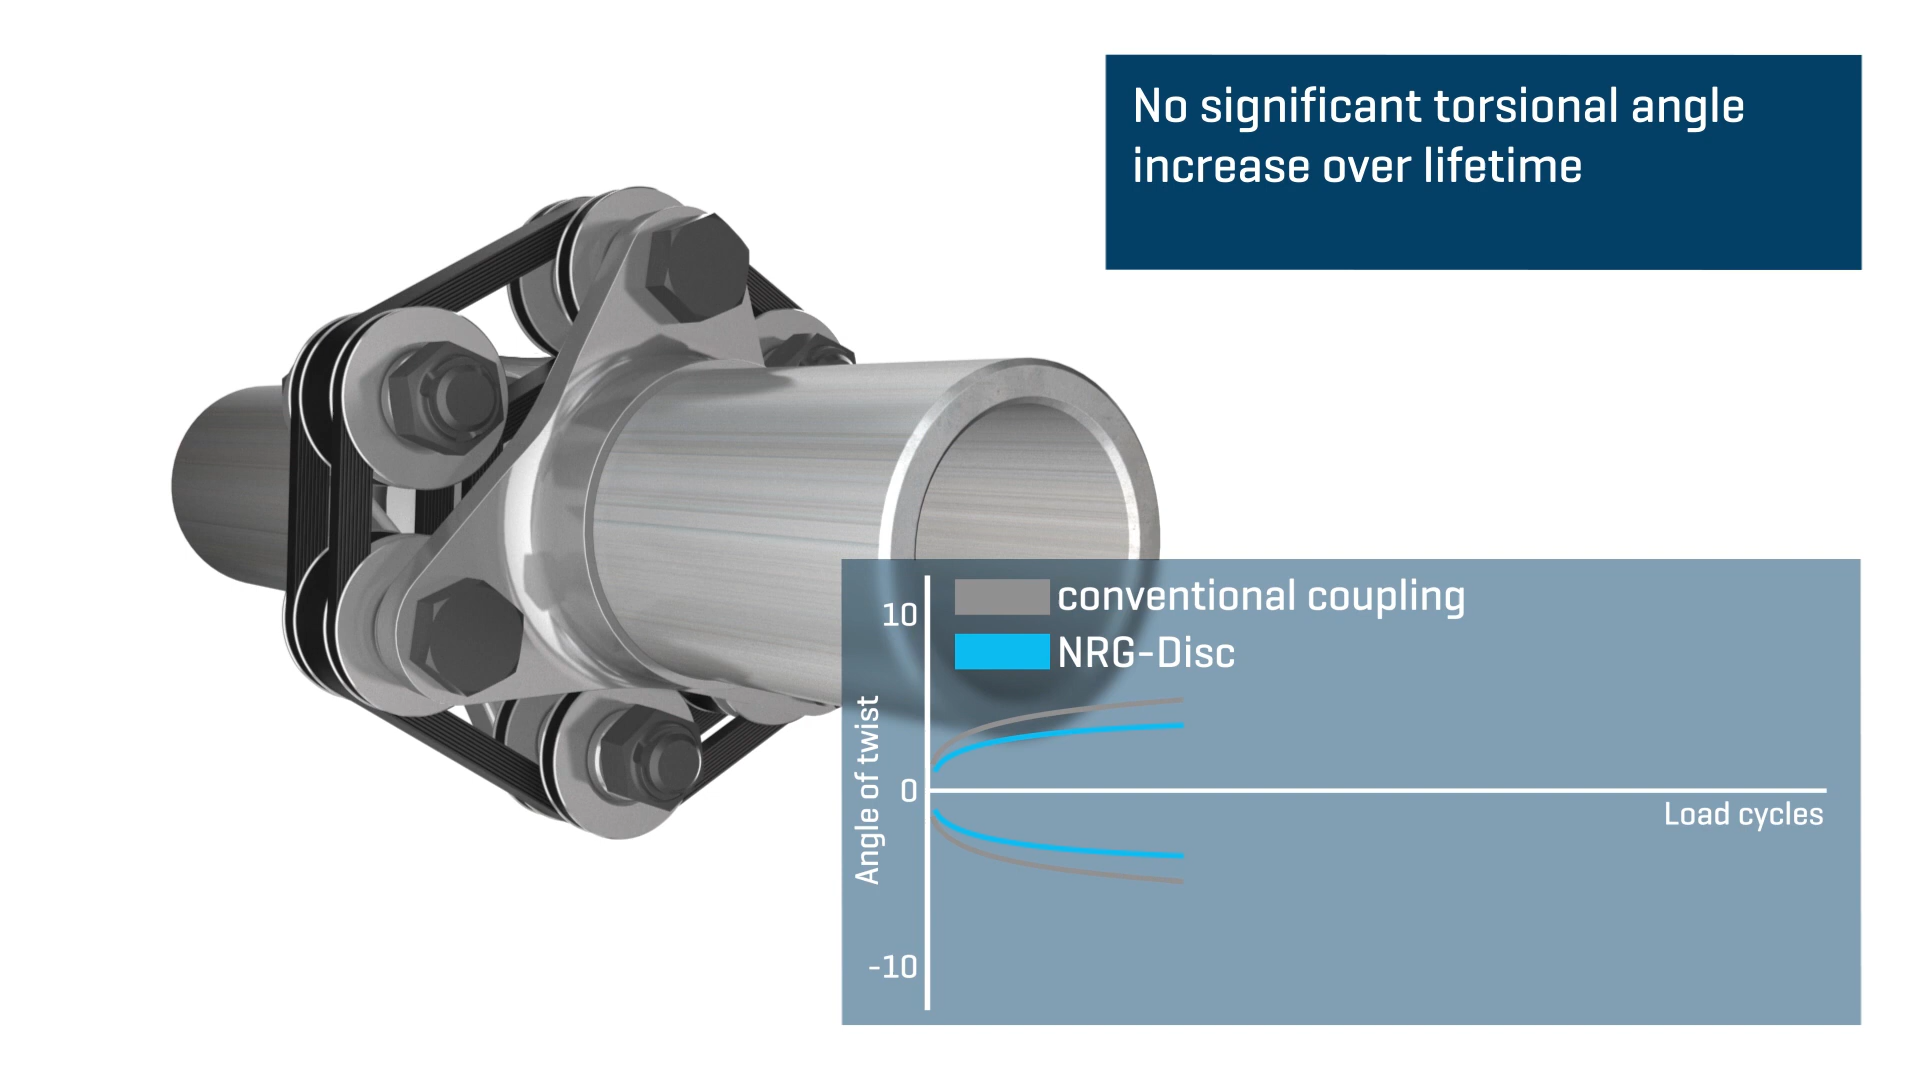 No significant torsional angle
increase over lifetime
conventional coupling
NRG-Disc
10
0
-10
Angle of twist
Load cycles